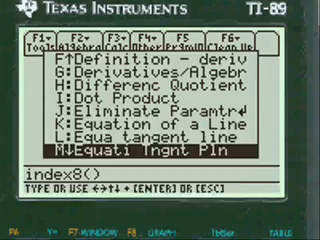 TEXAS INSTRUMENTS TI-89
F1▾ F2▾ F3▾ F4▾ F5 F6▾
Tools Algebra Calc Other PrgmIO Clean Up
F↑Definition - deriv
G:Derivatives/Algebr
H:Differenc Quotient
I:Dot Product
J:Eliminate Paramtr↲
K:Equation of a Line
L:Equa tangent line
M↓Equati Tngnt Pln
index8()
TYPE OR USE ←→↑↓ + [ENTER] OR [ESC]
F6 Y= F7 WINDOW F8 GRAPH TblSet TABLE